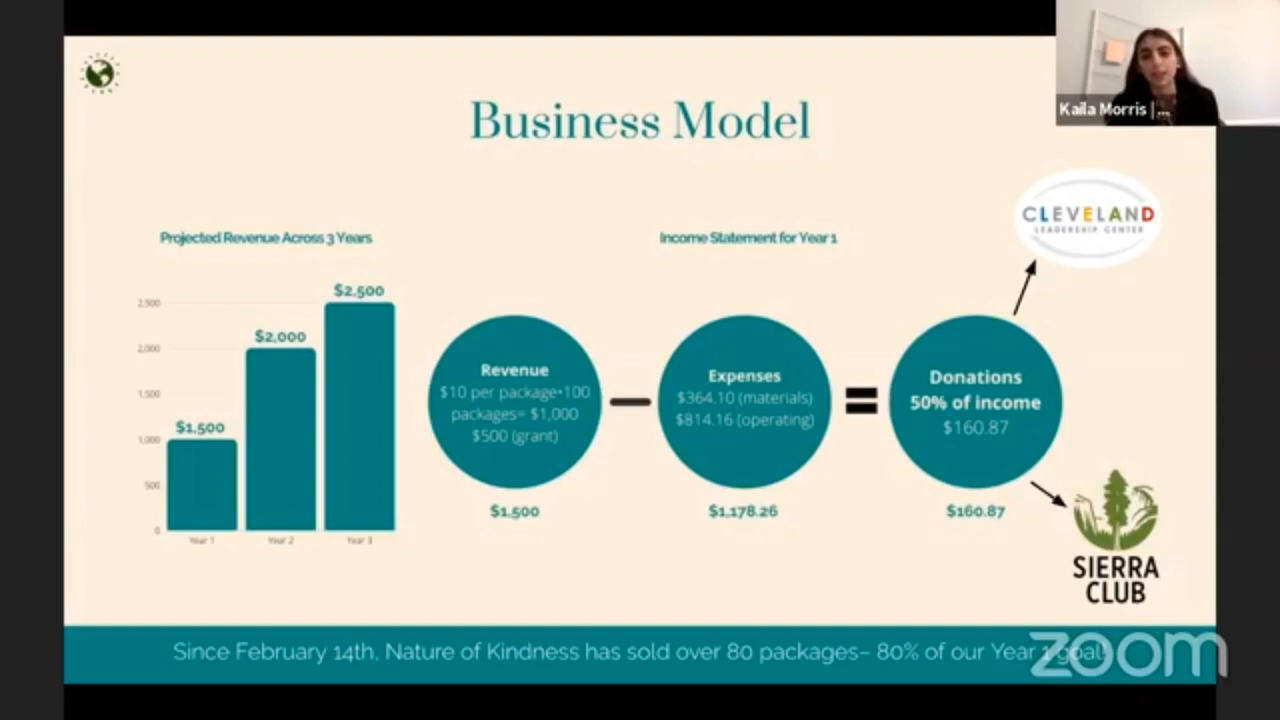 Kaila Morris | ...
Business Model
CLEVELAND
LEADERSHIP CENTER
Projected Revenue Across 3 Years
Income Statement for Year 1
2,500
2,000
1,500
1,000
500
0
$1,500
$2,000
$2,500
Year 1
Year 2
Year 3
Revenue
$10 per package*100
packages= $1,000
$500 (grant)
$1,500
Expenses
$364.10 (materials)
$814.16 (operating)
$1,178.26
Donations
50% of income
$160.87
$160.87
SIERRA
CLUB
Since February 14th, Nature of Kindness has sold over 80 packages– 80% of our Year 1 goal
zoom